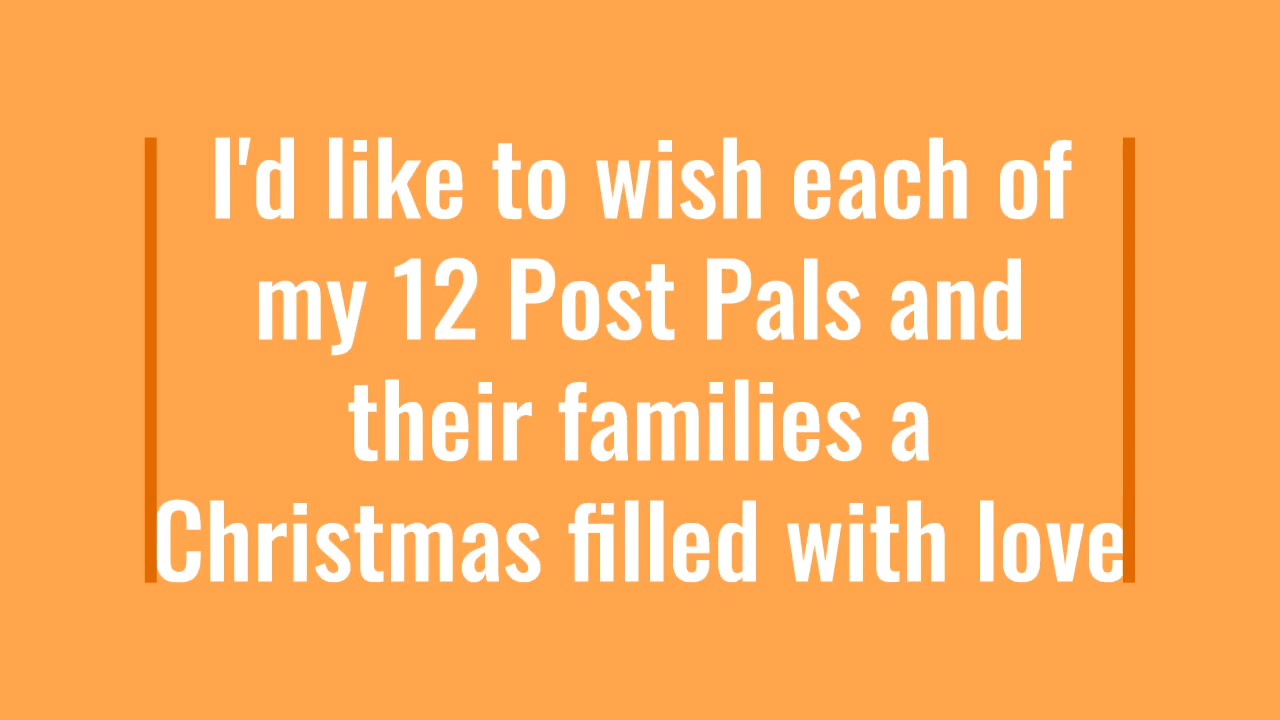 I'd like to wish each of
my 12 Post Pals and
their families a
Christmas filled with love